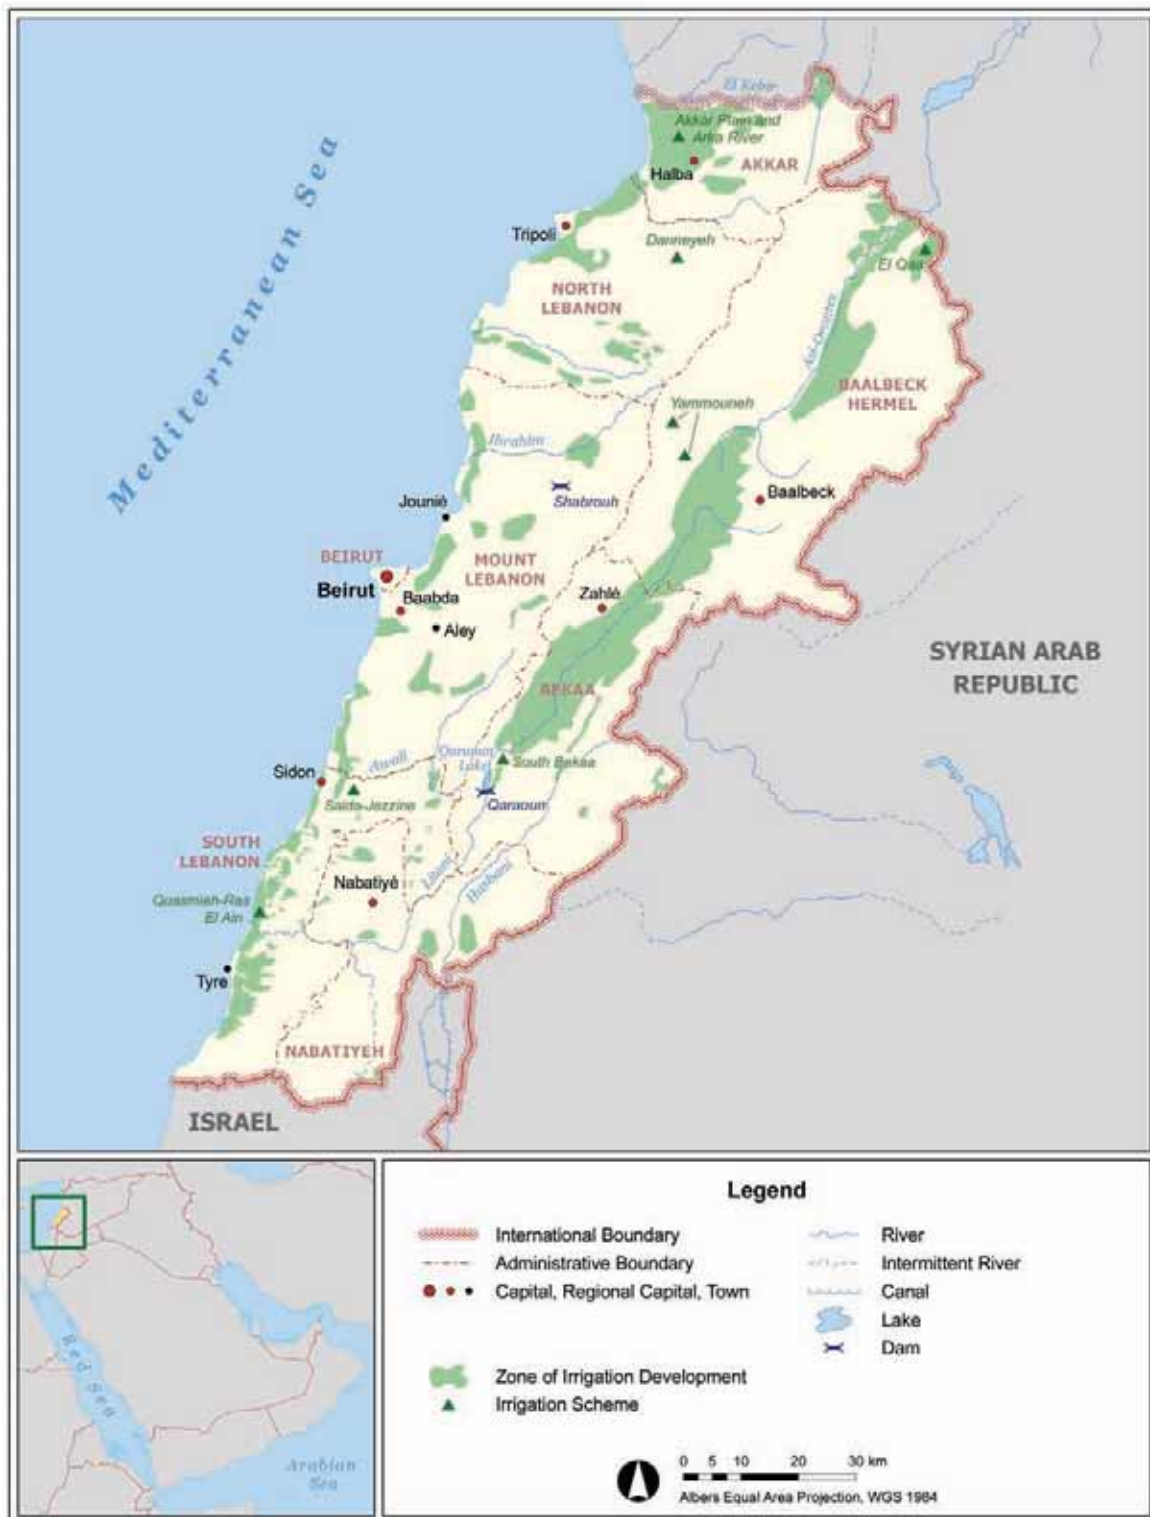 El Kebir
Akkar Plain and
Arka River
AKKAR
Halba
Tripoli
Danneyeh
El Qaa
NORTH
LEBANON
Mediterranean Sea
BAALBECK
HERMEL
Yammouneh
Ibrahim
Shabrouh
Baalbeck
Jounié
MOUNT
LEBANON
BEIRUT
Beirut
Baabda
Zahlé
Aley
SYRIAN ARAB
REPUBLIC
BEKAA
Awali
Qaraoun
Lake
South Bekaa
Sidon
Saida-Jezzine
Qaraoun
SOUTH
LEBANON
Litani
Hasbani
Nabatiyé
Quasmieh-Ras
El Ain
Tyre
NABATIYEH
ISRAEL
Red Sea
Arabian
Sea
Legend
International Boundary
Administrative Boundary
Capital, Regional Capital, Town
Zone of Irrigation Development
Irrigation Scheme
River
Intermittent River
Canal
Lake
Dam
0 5 10 20 30 km
Albers Equal Area Projection, WGS 1984